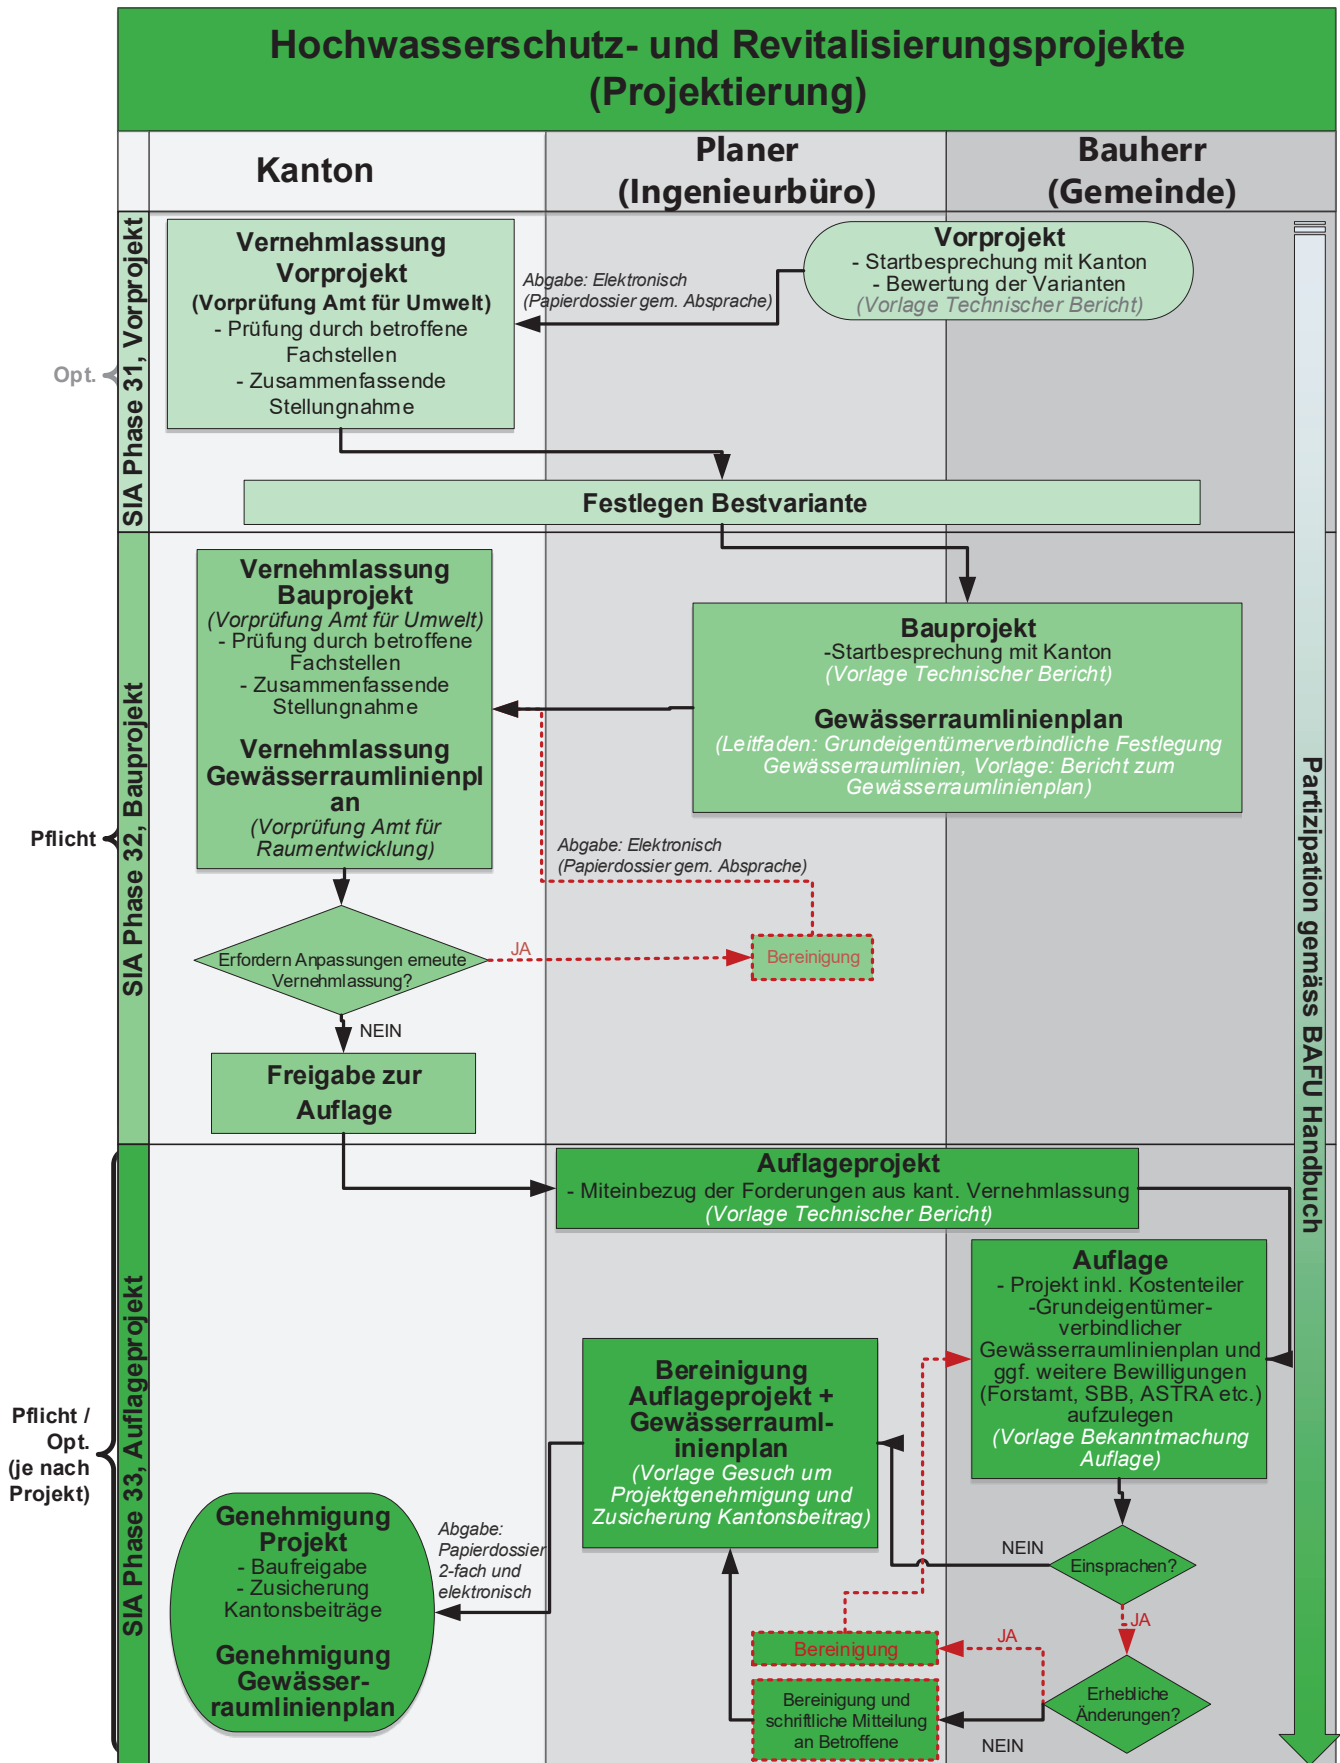 Hochwasserschutz- und Revitalisierungsprojekte
(Projektierung)
Kanton
Planer
(Ingenieurbüro)
Bauherr
(Gemeinde)
SIA Phase 31, Vorprojekt
Opt.
Vernehmlassung
Vorprojekt
(Vorprüfung Amt für Umwelt)
- Prüfung durch betroffene
Fachstellen
- Zusammenfassende
Stellungnahme
Abgabe: Elektronisch
(Papierdossier gem. Absprache)
Vorprojekt
- Startbesprechung mit Kanton
- Bewertung der Varianten
(Vorlage Technischer Bericht)
Festlegen Bestvariante
Partizipation gemäss BAFU Handbuch
SIA Phase 32, Bauprojekt
Pflicht
Vernehmlassung
Bauprojekt
(Vorprüfung Amt für Umwelt)
- Prüfung durch betroffene
Fachstellen
- Zusammenfassende
Stellungnahme
Vernehmlassung
Gewässerraumlinienpl
an
(Vorprüfung Amt für
Raumentwicklung)
Bauprojekt
-Startbesprechung mit Kanton
(Vorlage Technischer Bericht)
Gewässerraumlinienplan
(Leitfaden: Grundeigentümerverbindliche Festlegung
Gewässerraumlinien, Vorlage: Bericht zum
Gewässerraumlinienplan)
Abgabe: Elektronisch
(Papierdossier gem. Absprache)
Erfordern Anpassungen erneute
Vernehmlassung?
JA
Bereinigung
NEIN
Freigabe zur
Auflage
SIA Phase 33, Auflageprojekt
Pflicht /
Opt.
(je nach
Projekt)
Auflageprojekt
- Miteinbezug der Forderungen aus kant. Vernehmlassung
(Vorlage Technischer Bericht)
Auflage
- Projekt inkl. Kostenteiler
-Grundeigentümer-
verbindlicher
Gewässerraumlinienplan und
ggf. weitere Bewilligungen
(Forstamt, SBB, ASTRA etc.)
aufzulegen
(Vorlage Bekanntmachung
Auflage)
Bereinigung
Auflageprojekt +
Gewässerrauml-
inienplan
(Vorlage Gesuch um
Projektgenehmigung und
Zusicherung Kantonsbeitrag)
Genehmigung
Projekt
- Baufreigabe
- Zusicherung
Kantonsbeiträge
Genehmigung
Gewässer-
raumlinienplan
Abgabe:
Papierdossier
2-fach und
elektronisch
NEIN
Einsprachen?
JA
JA
Bereinigung
Erhebliche
Änderungen?
Bereinigung und
schriftliche Mitteilung
an Betroffene
NEIN